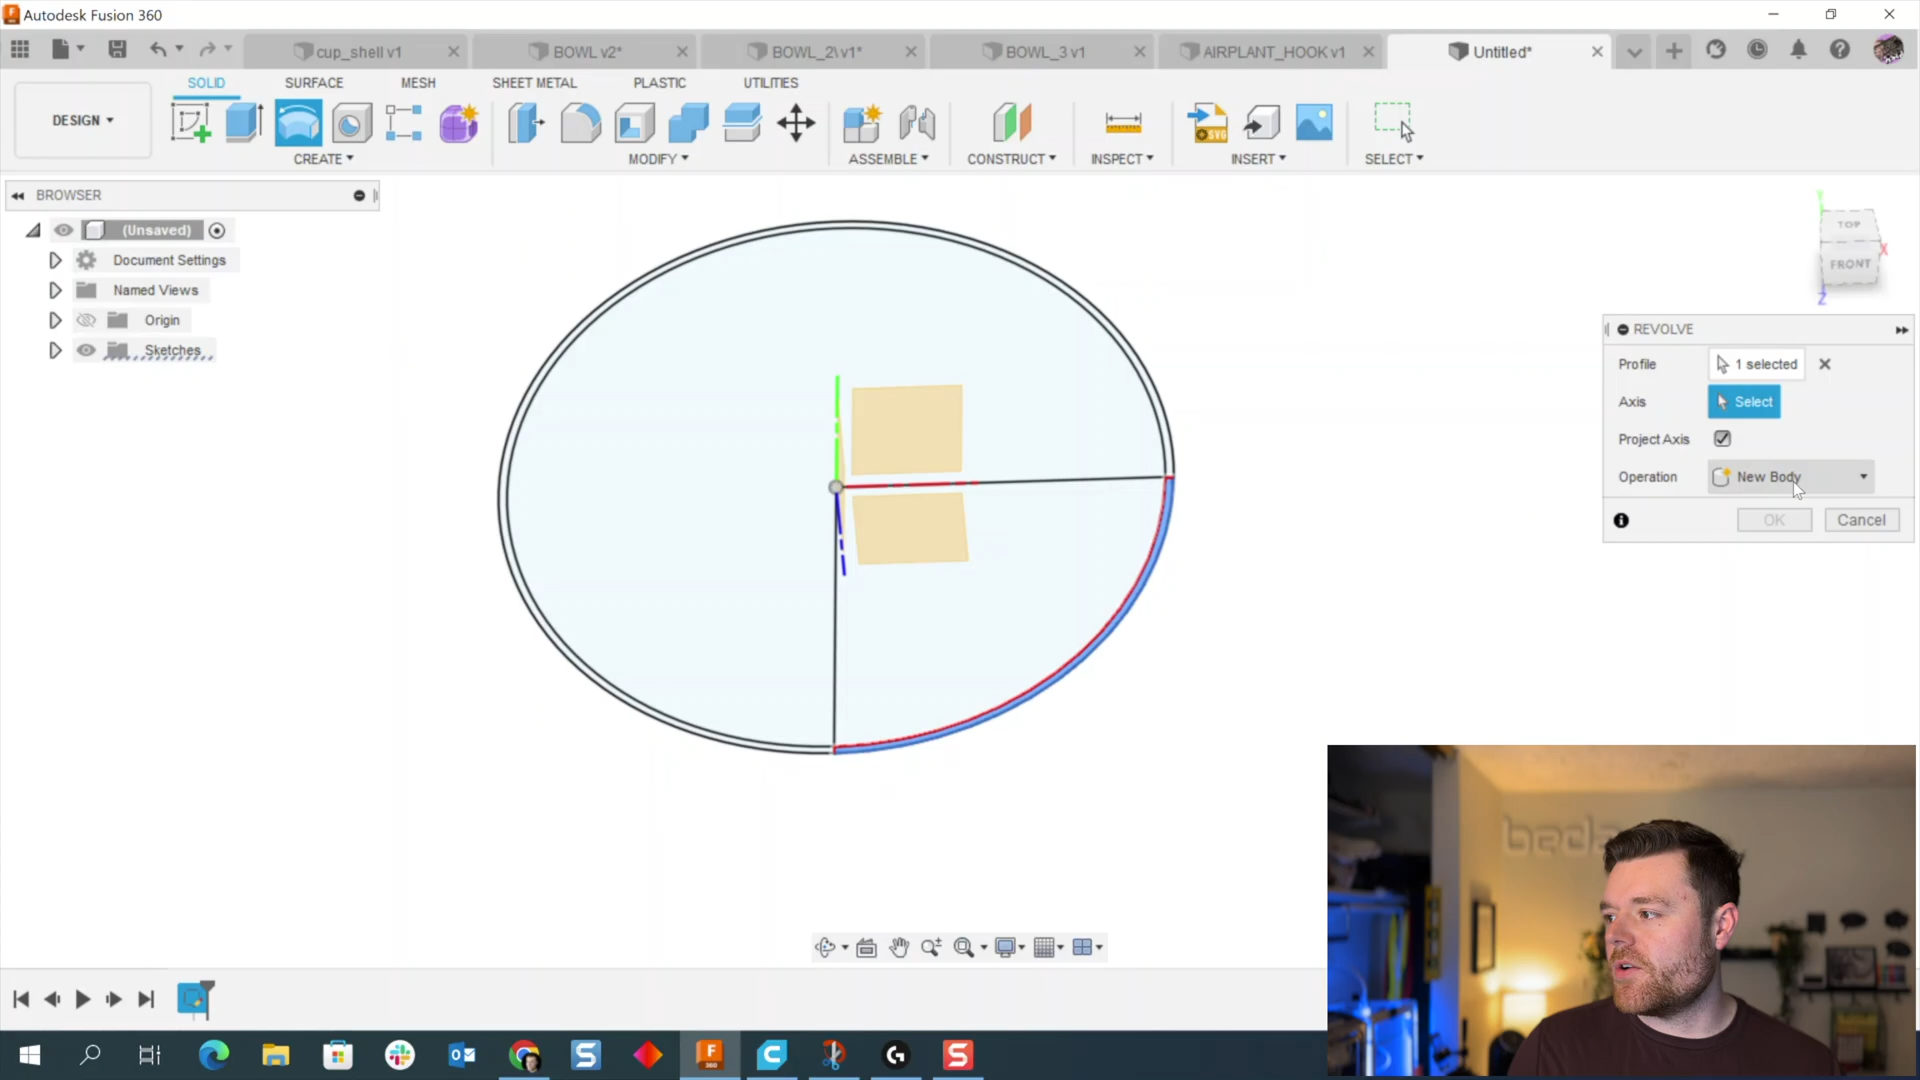 Autodesk Fusion 360
cup_shell v1
BOWL v2*
BOWL_2\ v1*
BOWL_3 v1
AIRPLANT_HOOK v1
Untitled*
DESIGN
SOLID
SURFACE
MESH
SHEET METAL
PLASTIC
UTILITIES
CREATE
MODIFY
ASSEMBLE
CONSTRUCT
INSPECT
INSERT
SELECT
SVG
BROWSER
(Unsaved)
Document Settings
Named Views
Origin
Sketches
Y
TOP
X
FRONT
Z
REVOLVE
Profile
1 selected
Axis
Select
Project Axis
Operation
New Body
OK
Cancel
F
360